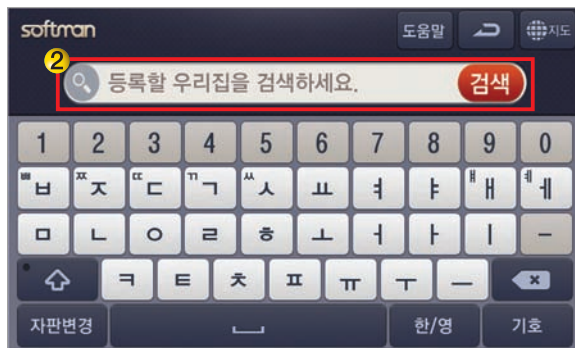 softman 도움말 지도
2
등록할 우리집을 검색하세요. 검색
1 2 3 4 5 6 7 8 9 0
ㅃ ㅂ ㅉ ㅈ ㄸ ㄷ ㄲ ㄱ ㅆ ㅅ ㅛ ㅕ ㅑ ㅒ ㅐ ㅖ ㅔ
ㅁ ㄴ ㅇ ㄹ ㅎ ㅗ ㅓ ㅏ ㅣ -
ㅋ ㅌ ㅊ ㅍ ㅠ ㅜ ㅡ
자판변경 한/영 기호